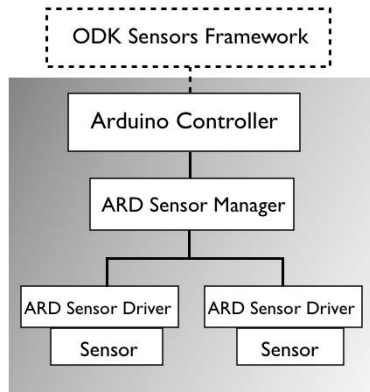 ODK Sensors Framework
Arduino Controller
ARD Sensor Manager
ARD Sensor Driver
ARD Sensor Driver
Sensor
Sensor